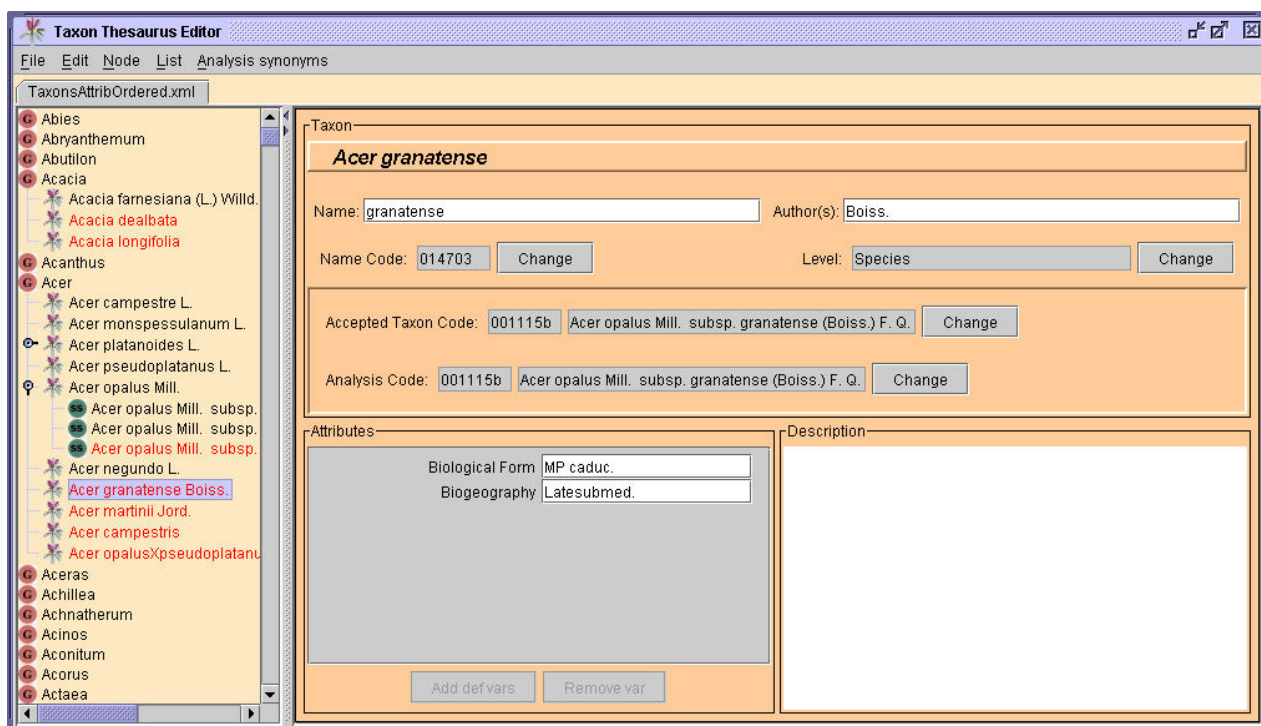 Taxon Thesaurus Editor
File Edit Node List Analysis synonyms
TaxonsAttribOrdered.xml
G Abies
G Abryanthemum
G Abutilon
G Acacia
Acacia farnesiana (L.) Willd.
Acacia dealbata
Acacia longifolia
G Acanthus
G Acer
Acer campestre L.
Acer monspessulanum L.
Acer platanoides L.
Acer pseudoplatanus L.
Acer opalus Mill.
SS Acer opalus Mill. subsp.
SS Acer opalus Mill. subsp.
SS Acer opalus Mill. subsp.
Acer negundo L.
Acer granatense Boiss.
Acer martinii Jord.
Acer campestris
Acer opalusXpseudoplatanu
G Aceras
G Achillea
G Achnatherum
G Acinos
G Aconitum
G Acorus
G Actaea
Taxon
Acer granatense
Name: granatense Author(s): Boiss.
Name Code: 014703 Change Level: Species Change
Accepted Taxon Code: 001115b Acer opalus Mill. subsp. granatense (Boiss.) F. Q. Change
Analysis Code: 001115b Acer opalus Mill. subsp. granatense (Boiss.) F. Q. Change
Attributes
Biological Form MP caduc.
Biogeography Latesubmed.
Add def vars Remove var
Description